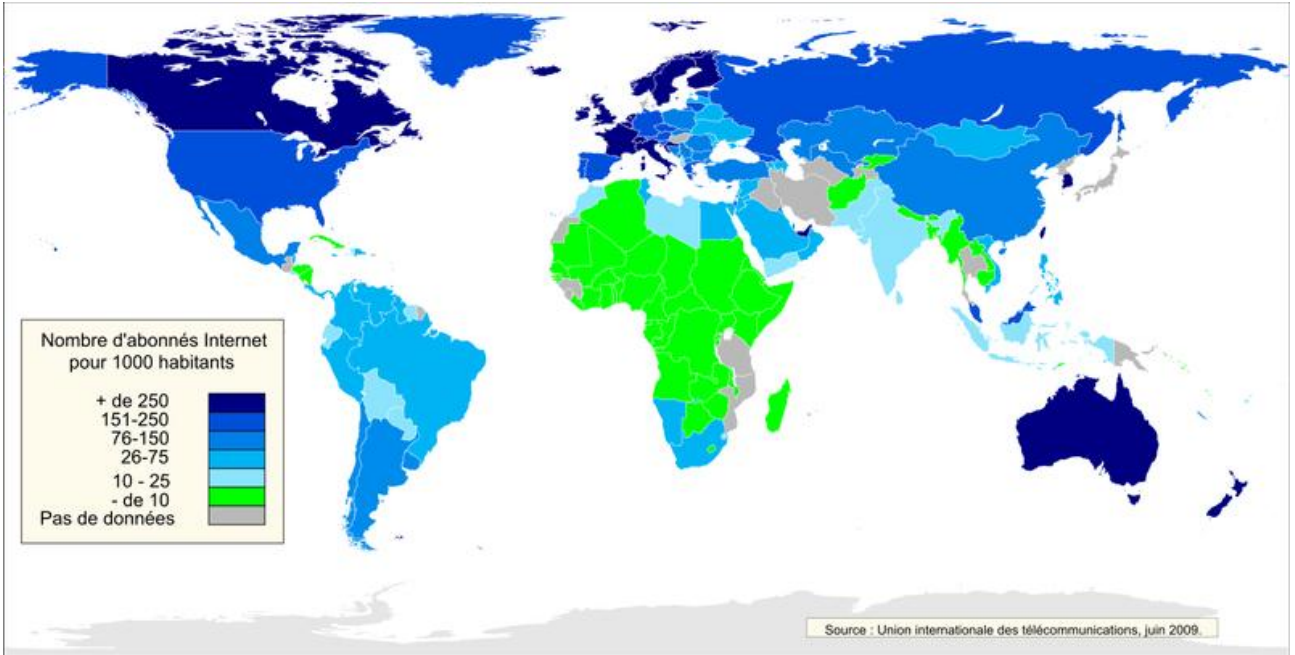 Nombre d'abonnés Internet
pour 1000 habitants
+ de 250
151-250
76-150
26-75
10 - 25
- de 10
Pas de données
Source : Union internationale des télécommunications, juin 2009.